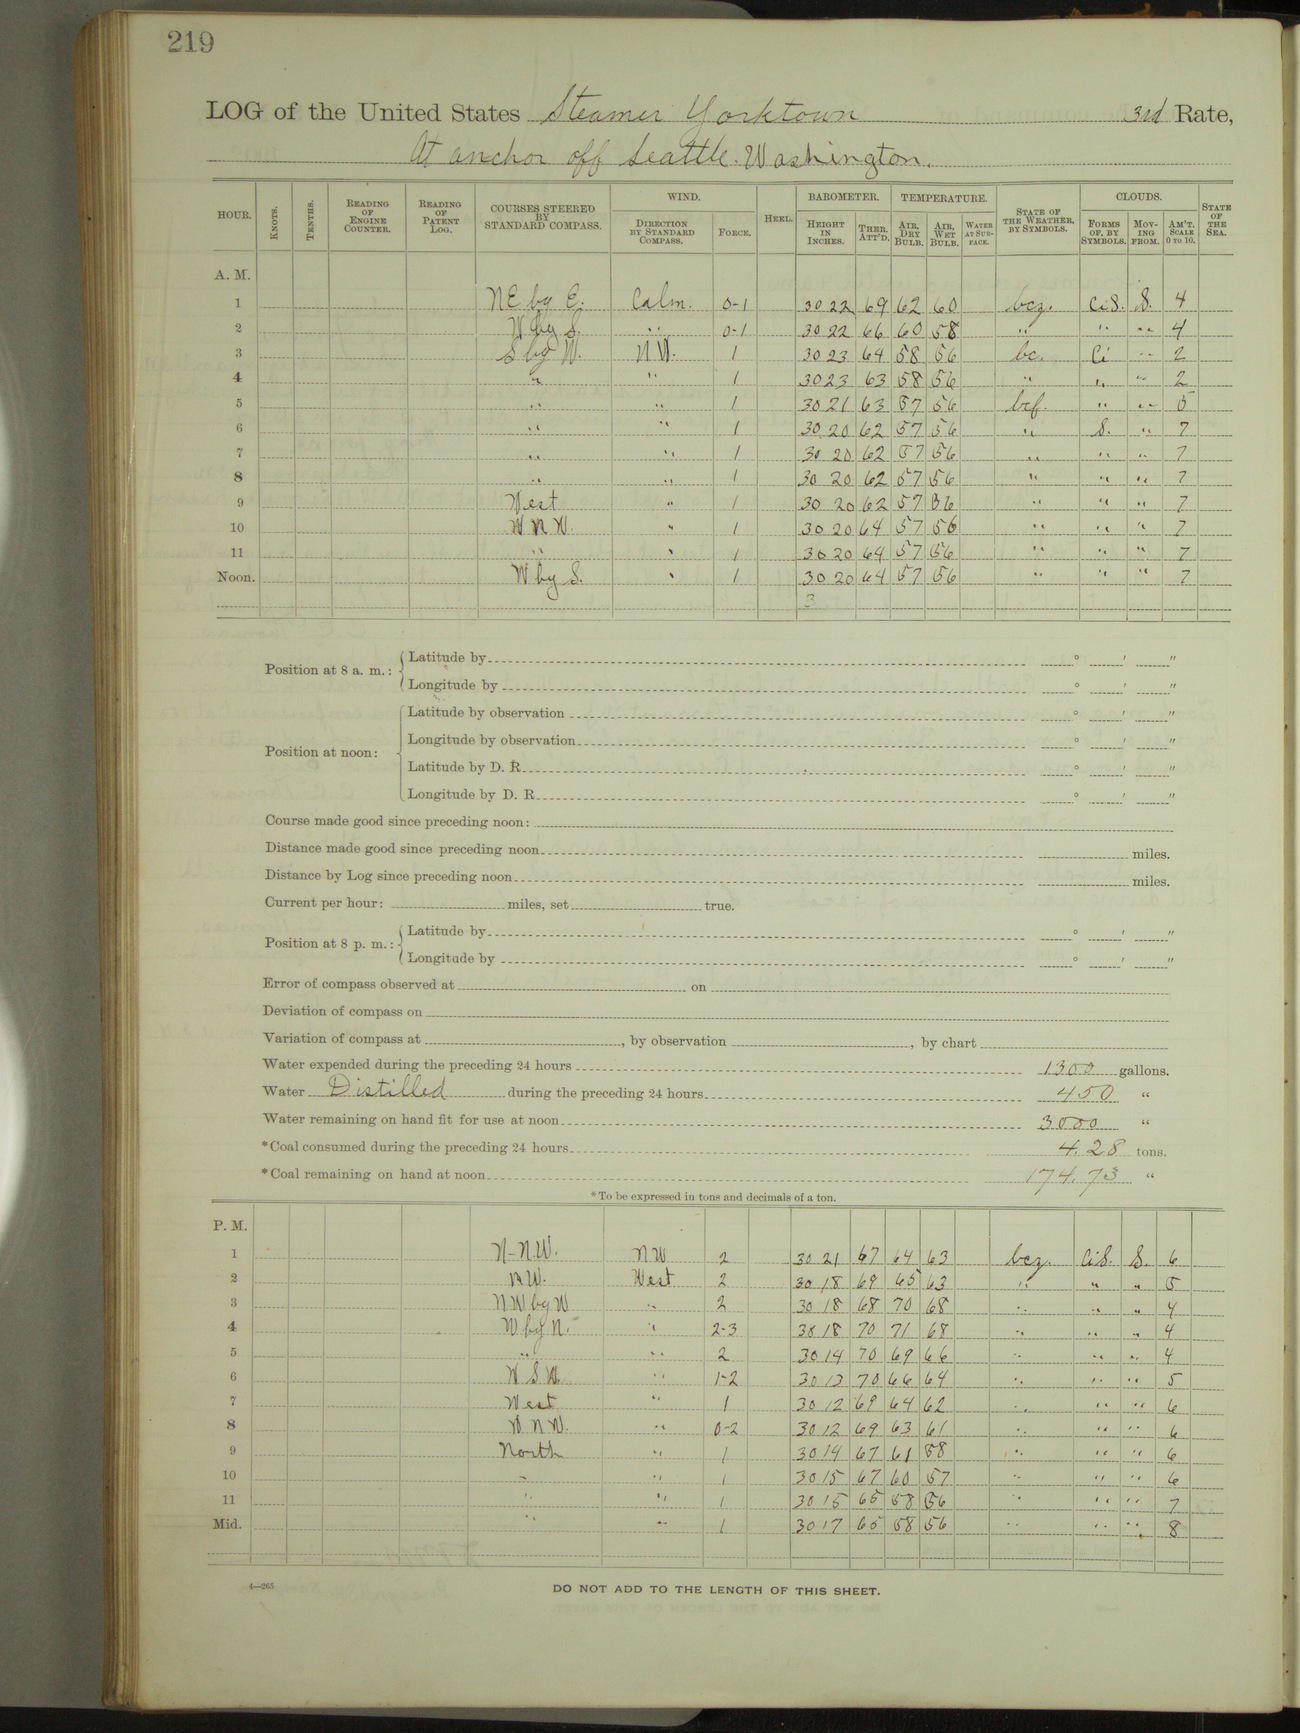 219
LOG of the United States Steamer Yorktown 3rd Rate,
At anchor off Seattle. Washington.
HOUR. KNOTS. TENTHS. READING OF ENGINE COUNTER. READING OF PATENT LOG. COURSES STEERED BY STANDARD COMPASS. WIND. DIRECTION BY STANDARD COMPASS. FORCE. HEEL. BAROMETER. HEIGHT IN INCHES. THER. ATT'D. TEMPERATURE. AIR, DRY BULB. AIR, WET BULB. WATER AT SURFACE. STATE OF THE WEATHER, BY SYMBOLS. CLOUDS. FORMS OF, BY SYMBOLS. MOVING FROM. AM'T. SCALE 0 TO 10. STATE OF THE SEA.
A. M.
1 NE by E. Calm. 0-1 30 22 69 62 60 bcz. Ci S. S. 4
2 W by S. " 0-1 30 22 66 60 58 " " " 4
3 S by W. N W. 1 30 23 64 58 56 bc. Ci " 2
4 " " 1 30 23 63 58 56 " " " 2
5 " " 1 30 21 63 57 56 bcf. " " 5
6 " " 1 30 20 62 57 56 " S. " 7
7 " " 1 30 20 62 57 56 " " " 7
8 " " 1 30 20 62 57 56 " " " 7
9 West " 1 30 20 62 57 56 " " " 7
10 W N W. " 1 30 20 64 57 56 " " " 7
11 " " 1 30 20 64 57 56 " " " 7
Noon. W by S. " 1 30 20 64 57 56 " " " 7
3
Position at 8 a. m.: Latitude by ° ′ ″
Longitude by ° ′ ″
Position at noon: Latitude by observation ° ′ ″
Longitude by observation ° ′ ″
Latitude by D. R. ° ′ ″
Longitude by D. R. ° ′ ″
Course made good since preceding noon:
Distance made good since preceding noon miles.
Distance by Log since preceding noon miles.
Current per hour: miles, set true.
Position at 8 p. m.: Latitude by ° ′ ″
Longitude by ° ′ ″
Error of compass observed at on
Deviation of compass on
Variation of compass at , by observation , by chart
Water expended during the preceding 24 hours 1300 gallons.
Water Distilled during the preceding 24 hours 450 "
Water remaining on hand fit for use at noon 3000 "
*Coal consumed during the preceding 24 hours 4.28 tons.
*Coal remaining on hand at noon 174.73 "
*To be expressed in tons and decimals of a ton.
P. M.
1 N-N.W. N W 2 30 21 67 64 63 bcz. Ci S. S. 6
2 N W. West 2 30 18 69 65 63 " " " 5
3 N W by W " 2 30 18 68 70 68 " " " 4
4 W by N. " 2-3 30 18 70 71 68 " " " 4
5 " " 2 30 14 70 69 66 " " " 4
6 W S W " 1-2 30 13 70 66 64 " " " 5
7 West " 1 30 12 69 64 62 " " " 6
8 W N W. " 0-2 30 12 69 63 61 " " " 6
9 North " 1 30 14 67 61 58 " " " 6
10 " " 1 30 15 67 60 57 " " " 6
11 " " 1 30 15 65 58 56 " " " 7
Mid. " " 1 30 17 65 58 56 " " " 8
4—265
DO NOT ADD TO THE LENGTH OF THIS SHEET.